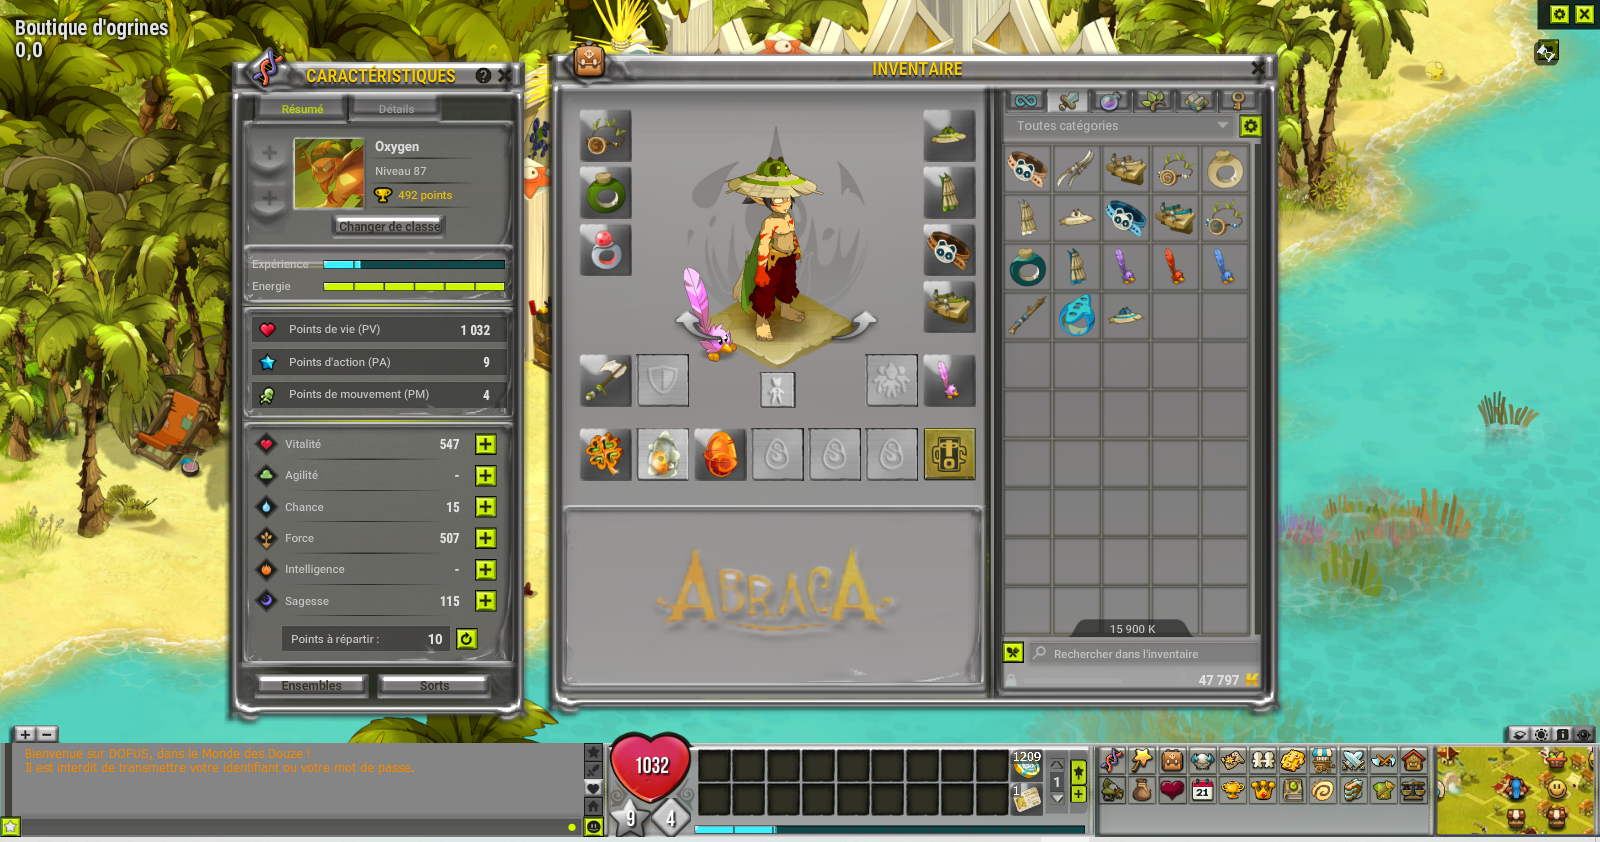 Boutique d'ogrines
0,0
CARACTÉRISTIQUES
?
Résumé
Détails
Oxygen
Niveau 87
492 points
Changer de classe
Expérience
Energie
Points de vie (PV)
1 032
Points d'action (PA)
9
Points de mouvement (PM)
4
Vitalité
547
Agilité
-
Chance
15
Force
507
Intelligence
-
Sagesse
115
Points à répartir :
10
Ensembles
Sorts
INVENTAIRE
ABRACA
Toutes catégories
15 900 K
Rechercher dans l'inventaire
47 797
Bienvenue sur DOFUS, dans le Monde des Douze !
Il est interdit de transmettre votre identifiant ou votre mot de passe.
1032
9
4
1209
1
1
SHOP
21